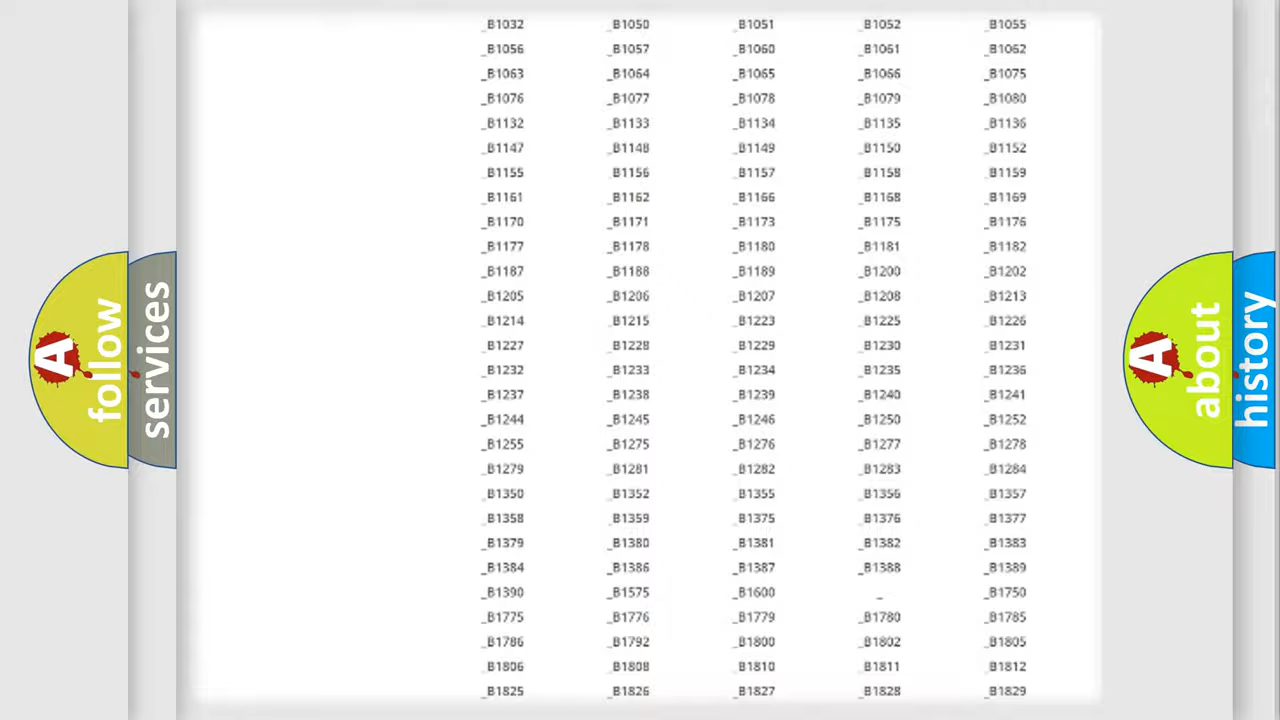 _B1032 _B1050 _B1051 _B1052 _B1055
_B1056 _B1057 _B1060 _B1061 _B1062
_B1063 _B1064 _B1065 _B1066 _B1075
_B1076 _B1077 _B1078 _B1079 _B1080
_B1132 _B1133 _B1134 _B1135 _B1136
_B1147 _B1148 _B1149 _B1150 _B1152
_B1155 _B1156 _B1157 _B1158 _B1159
_B1161 _B1162 _B1166 _B1168 _B1169
_B1170 _B1171 _B1173 _B1175 _B1176
_B1177 _B1178 _B1180 _B1181 _B1182
_B1187 _B1188 _B1189 _B1200 _B1202
_B1205 _B1206 _B1207 _B1208 _B1213
_B1214 _B1215 _B1223 _B1225 _B1226
_B1227 _B1228 _B1229 _B1230 _B1231
_B1232 _B1233 _B1234 _B1235 _B1236
_B1237 _B1238 _B1239 _B1240 _B1241
_B1244 _B1245 _B1246 _B1250 _B1252
_B1255 _B1275 _B1276 _B1277 _B1278
_B1279 _B1281 _B1282 _B1283 _B1284
_B1350 _B1352 _B1355 _B1356 _B1357
_B1358 _B1359 _B1375 _B1376 _B1377
_B1379 _B1380 _B1381 _B1382 _B1383
_B1384 _B1386 _B1387 _B1388 _B1389
_B1390 _B1575 _B1600 _ _B1750
_B1775 _B1776 _B1779 _B1780 _B1785
_B1786 _B1792 _B1800 _B1802 _B1805
_B1806 _B1808 _B1810 _B1811 _B1812
_B1825 _B1826 _B1827 _B1828 _B1829
A
follow
services
A
about
history